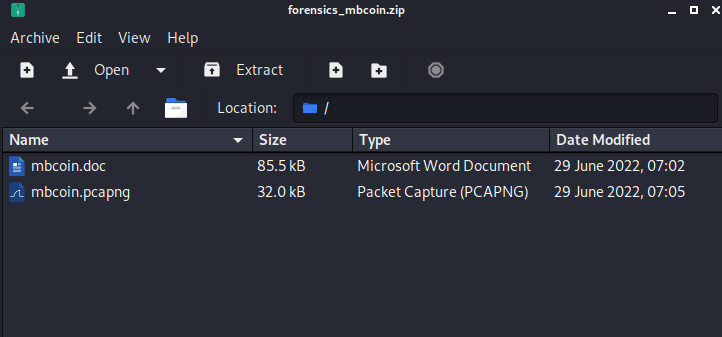 forensics_mbcoin.zip
Archive Edit View Help
Open Extract
Location: /
Name Size Type Date Modified
mbcoin.doc 85.5 kB Microsoft Word Document 29 June 2022, 07:02
mbcoin.pcapng 32.0 kB Packet Capture (PCAPNG) 29 June 2022, 07:05